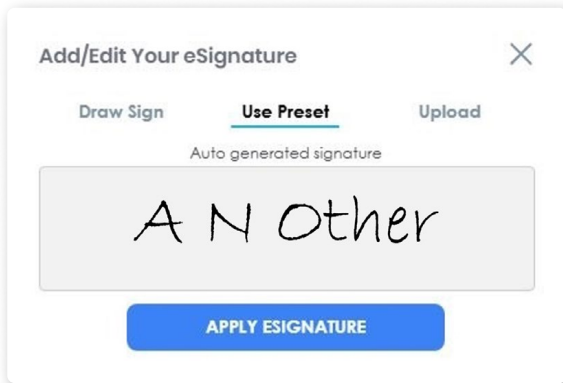 Add/Edit Your eSignature
Draw Sign Use Preset Upload
Auto generated signature
A N Other
APPLY ESIGNATURE